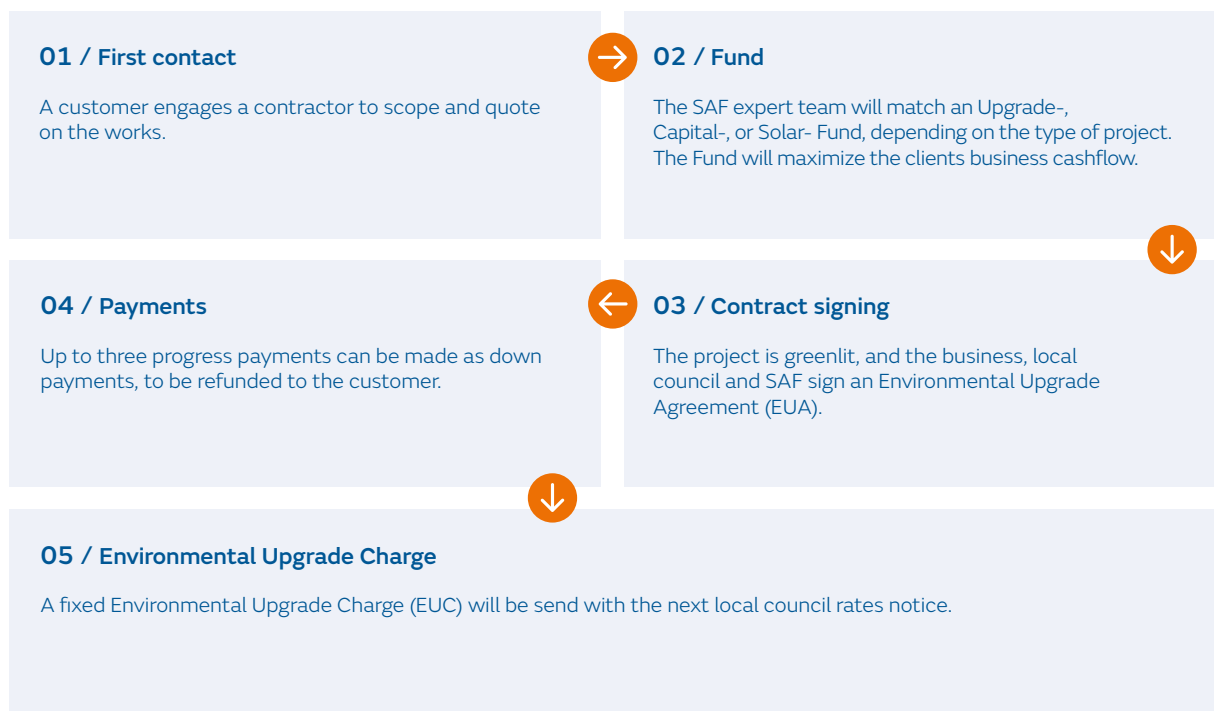 01 / First contact
A customer engages a contractor to scope and quote
on the works.
02 / Fund
The SAF expert team will match an Upgrade-,
Capital-, or Solar- Fund, depending on the type of project.
The Fund will maximize the clients business cashflow.
03 / Contract signing
The project is greenlit, and the business, local
council and SAF sign an Environmental Upgrade
Agreement (EUA).
04 / Payments
Up to three progress payments can be made as down
payments, to be refunded to the customer.
05 / Environmental Upgrade Charge
A fixed Environmental Upgrade Charge (EUC) will be send with the next local council rates notice.